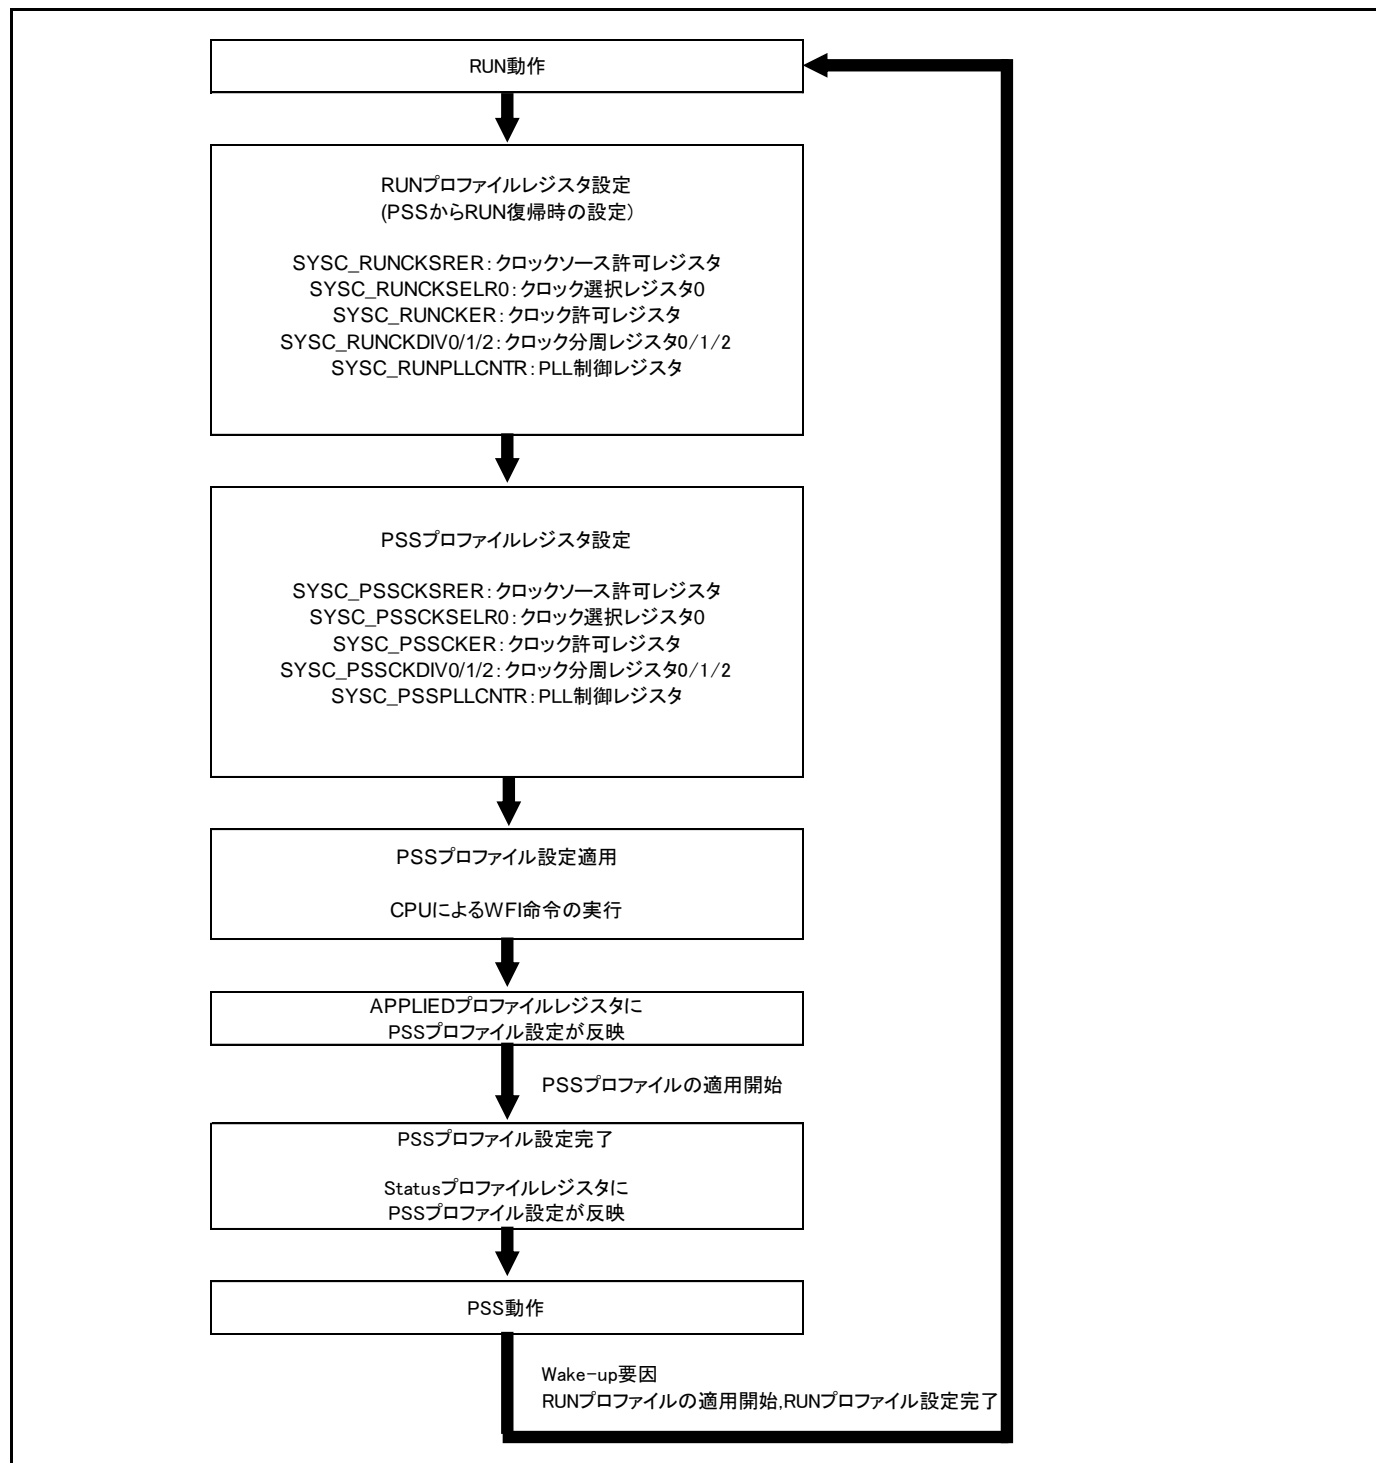 RUN動作
RUNプロファイルレジスタ設定
(PSSからRUN復帰時の設定)
SYSC_RUNCKSRER:クロックソース許可レジスタ
SYSC_RUNCKSELR0:クロック選択レジスタ0
SYSC_RUNCKER:クロック許可レジスタ
SYSC_RUNCKDIV0/1/2:クロック分周レジスタ0/1/2
SYSC_RUNPLLCNTR:PLL制御レジスタ
PSSプロファイルレジスタ設定
SYSC_PSSCKSRER:クロックソース許可レジスタ
SYSC_PSSCKSELR0:クロック選択レジスタ0
SYSC_PSSCKER:クロック許可レジスタ
SYSC_PSSCKDIV0/1/2:クロック分周レジスタ0/1/2
SYSC_PSSPLLCNTR:PLL制御レジスタ
PSSプロファイル設定適用
CPUによるWFI命令の実行
APPLIEDプロファイルレジスタに
PSSプロファイル設定が反映
PSSプロファイルの適用開始
PSSプロファイル設定完了
Statusプロファイルレジスタに
PSSプロファイル設定が反映
PSS動作
Wake-up要因
RUNプロファイルの適用開始,RUNプロファイル設定完了